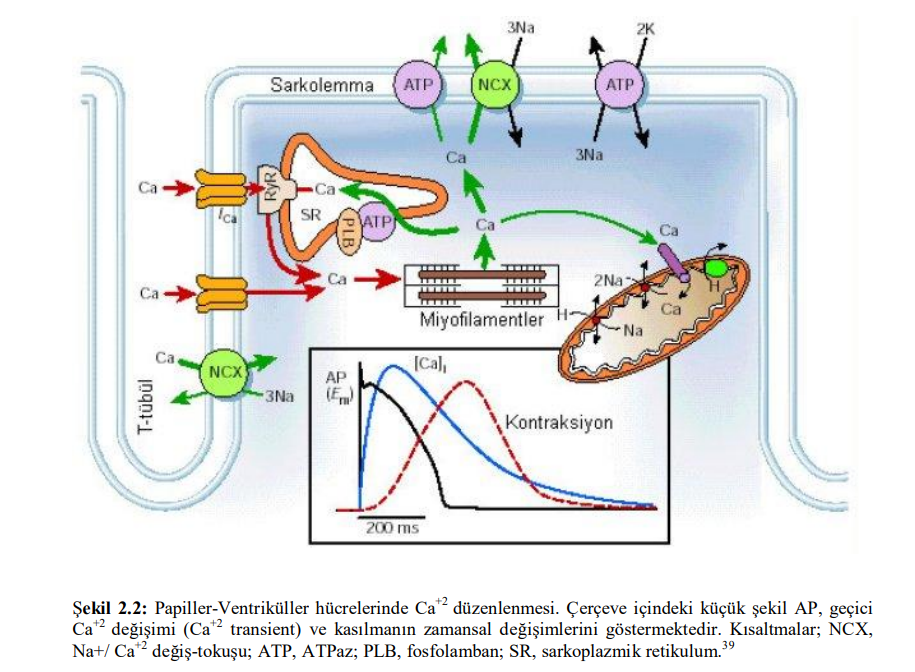 3Na
2K
Sarkolemma
ATP
NCX
ATP
Ca
3Na
Ca
RyR
Ca
I Ca
SR
PLB
ATP
Ca
Ca
Ca
Ca
2Na
H
Ca
H
Na
Miyofilamentler
Ca
NCX
3Na
T-tübül
AP
(Em)
[Ca]i
Kontraksiyon
200 ms
Şekil 2.2: Papiller-Ventriküller hücrelerinde Ca+2 düzenlenmesi. Çerçeve içindeki küçük şekil AP, geçici
Ca+2 değişimi (Ca+2 transient) ve kasılmanın zamansal değişimlerini göstermektedir. Kısaltmalar; NCX,
Na+/ Ca+2 değiş-tokuşu; ATP, ATPaz; PLB, fosfolamban; SR, sarkoplazmik retikulum.39